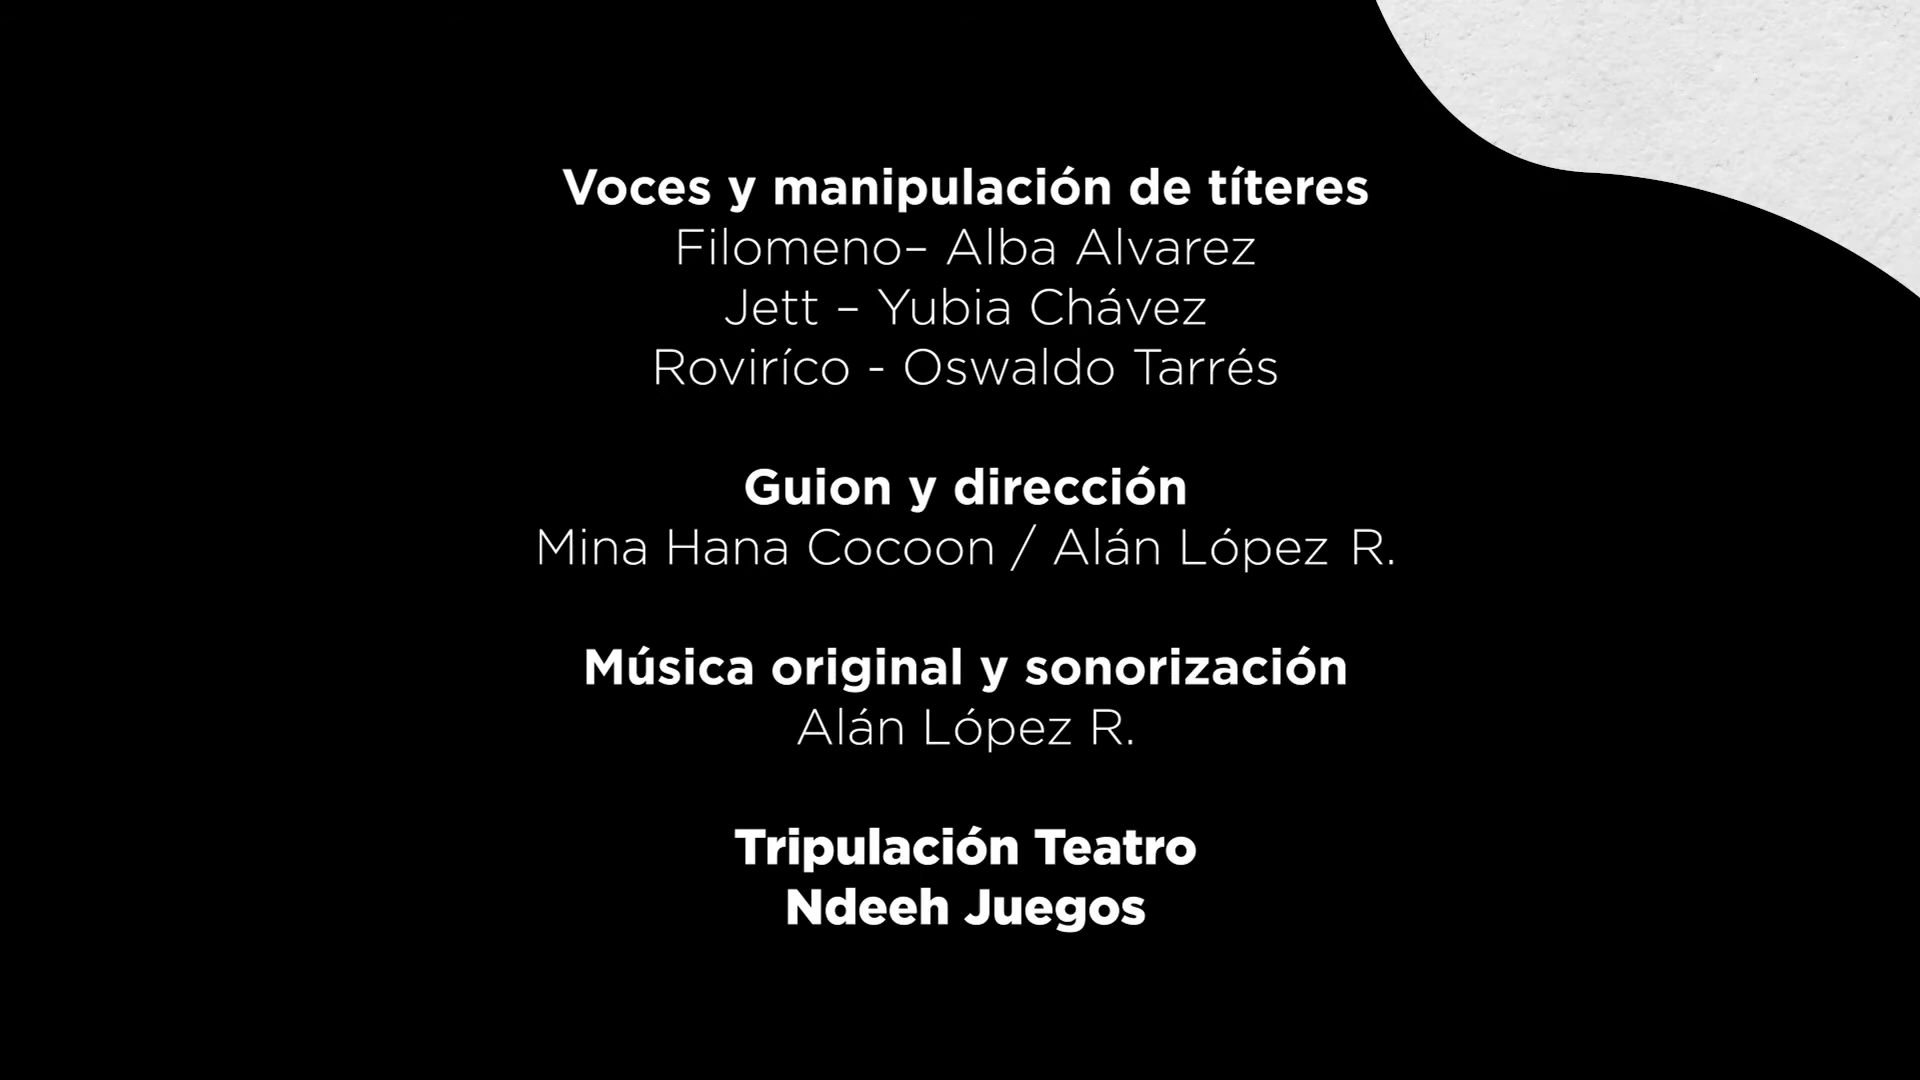 Voces y manipulación de títeres
Filomeno– Alba Alvarez
Jett – Yubia Chávez
Roviríco - Oswaldo Tarrés
Guion y dirección
Mina Hana Cocoon / Alán López R.
Música original y sonorización
Alán López R.
Tripulación Teatro
Ndeeh Juegos